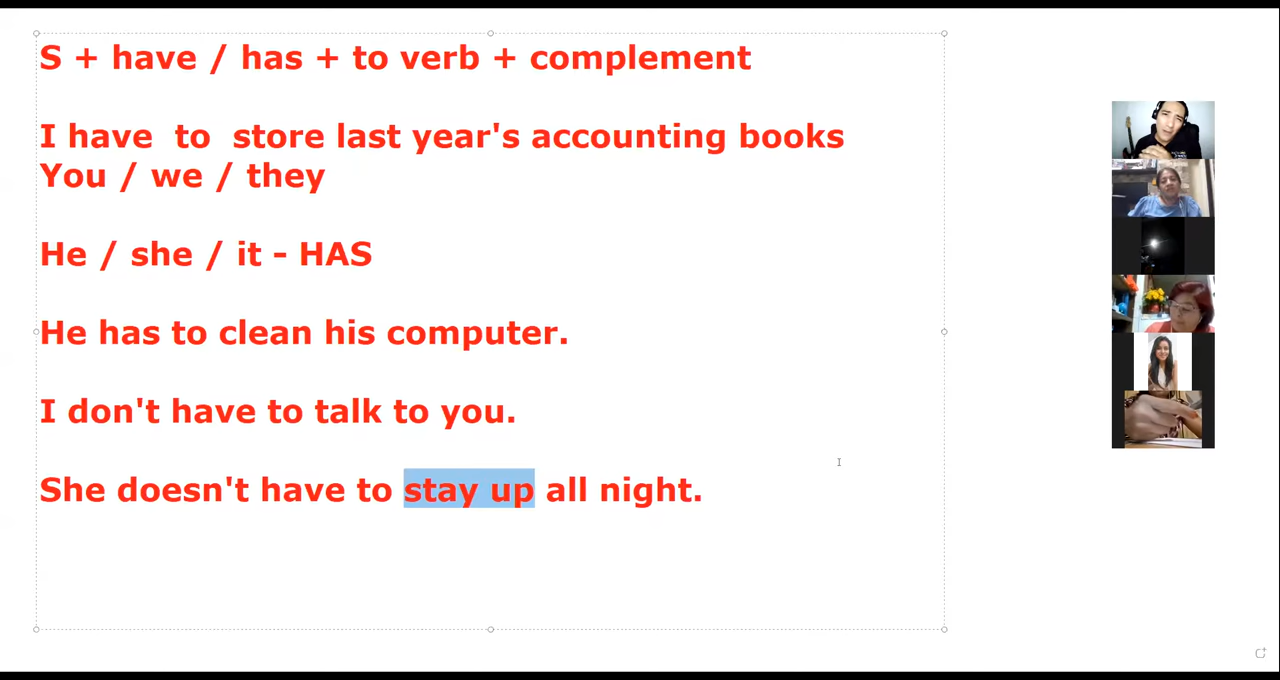 S + have / has + to verb + complement
I have  to  store last year's accounting books
You / we / they
He / she / it - HAS
He has to clean his computer.
I don't have to talk to you.
She doesn't have to stay up all night.